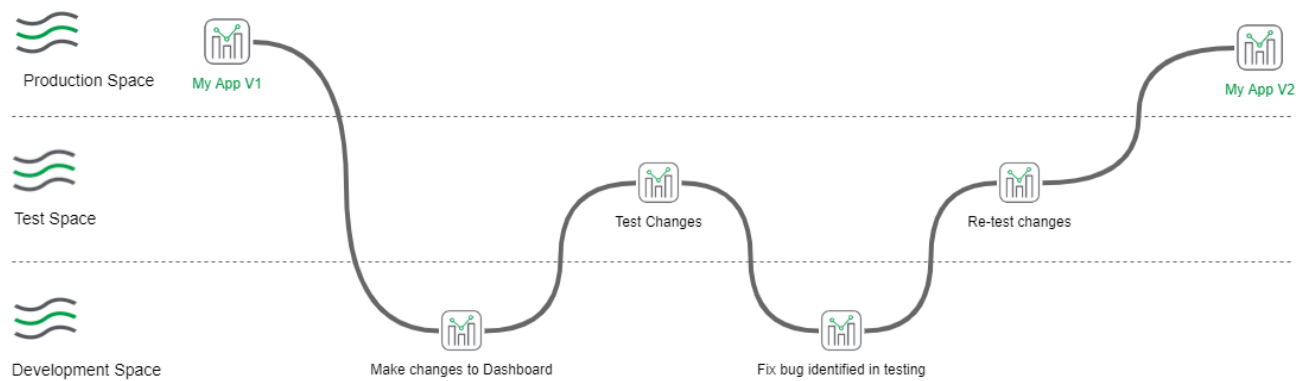 Production Space
My App V1
My App V2
Test Space
Test Changes
Re-test changes
Development Space
Make changes to Dashboard
Fix bug identified in testing